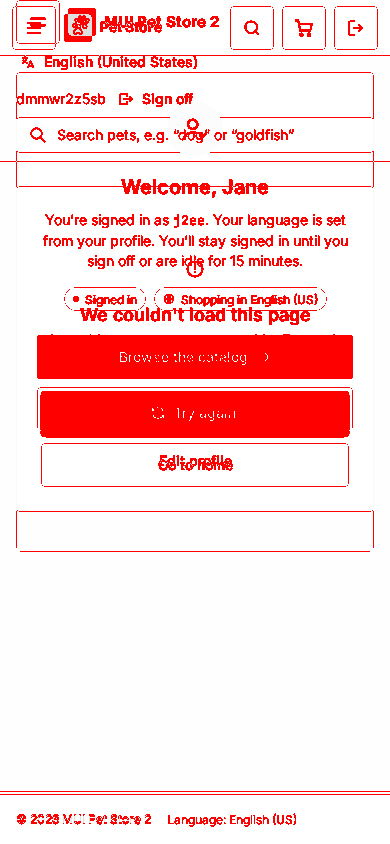 MUI Pet Store 2
Pet Store
English (United States)
dmmwr2z5sb Sign off
Search pets, e.g. “dog” or “goldfish”
Welcome, Jane
You’re signed in as j2ee. Your language is set
from your profile. You’ll stay signed in until you
sign off or are idle for 15 minutes.
Signed in Shopping in English (US)
We couldn’t load this page
Browse the catalog
Try again
Edit profile
Go to home
© 2026 MUI Pet Store 2 Language: English (US)